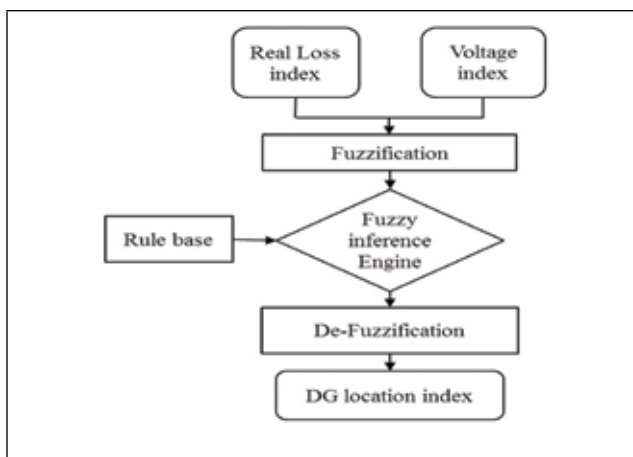 Real Loss
index
Voltage
index
Fuzzification
Rule base
Fuzzy
inference
Engine
De-Fuzzification
DG location index